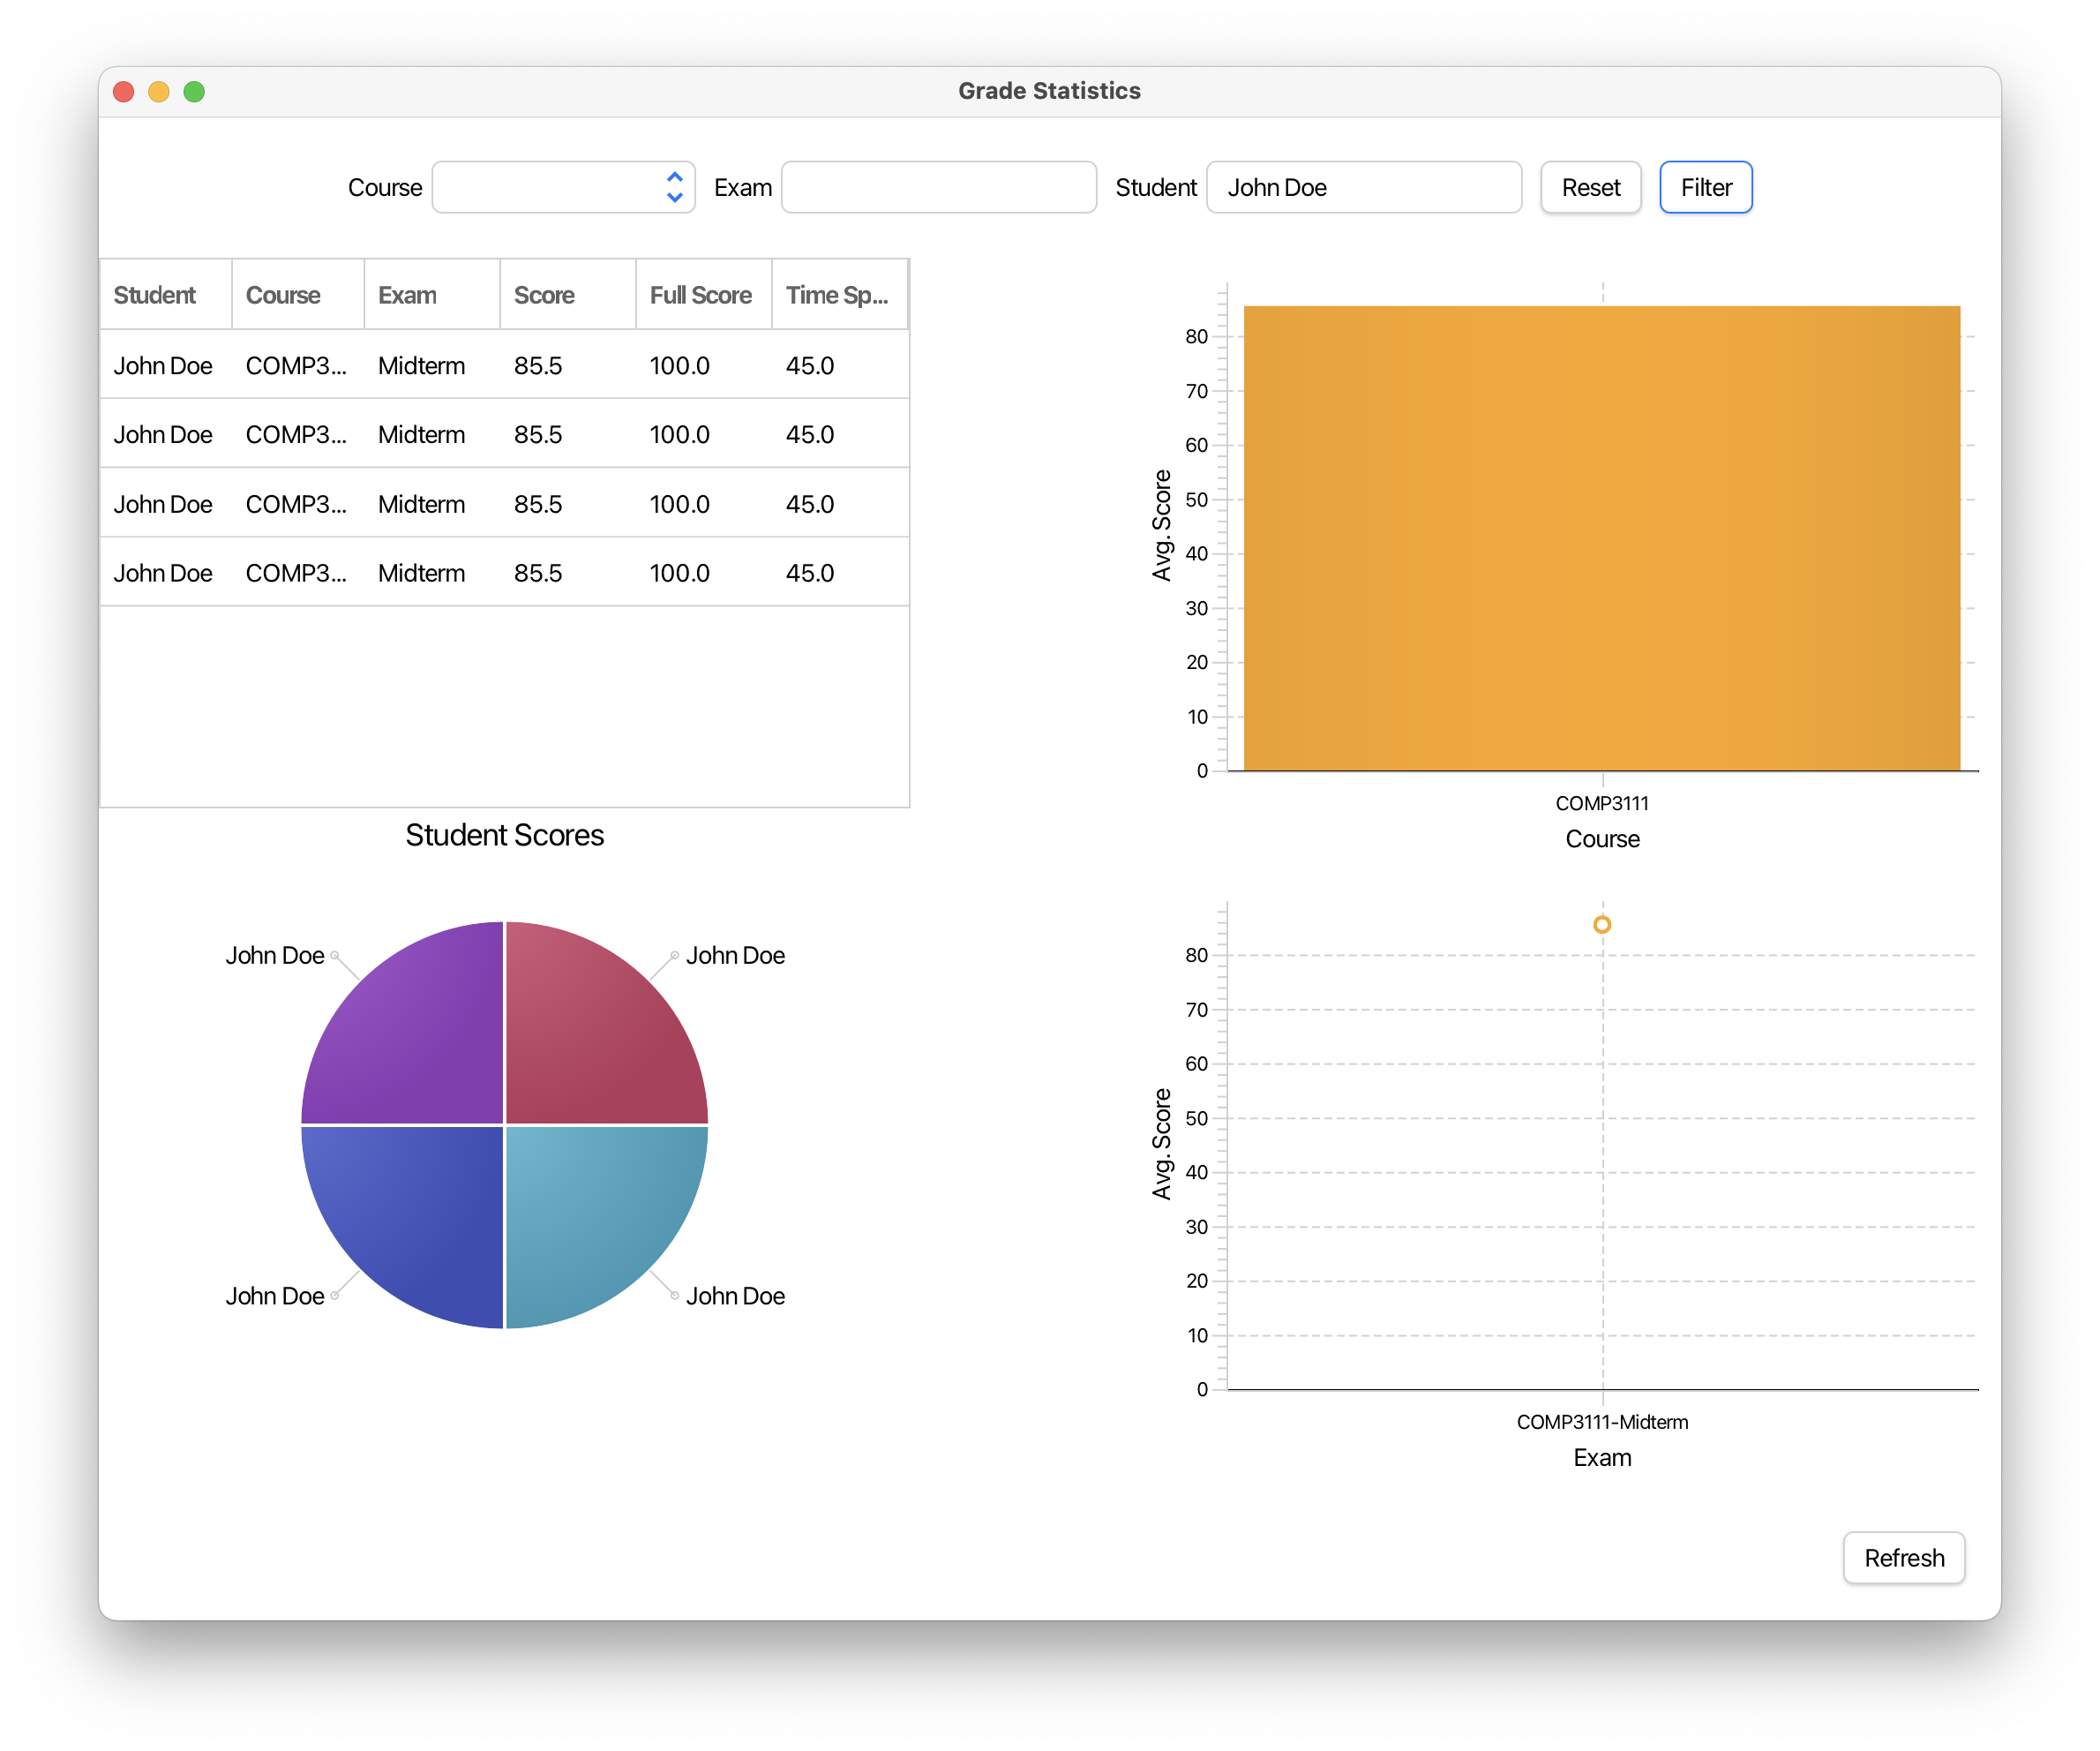 Grade Statistics
Course Exam Student John Doe Reset Filter
Student Course Exam Score Full Score Time Sp...
John Doe COMP3... Midterm 85.5 100.0 45.0
John Doe COMP3... Midterm 85.5 100.0 45.0
John Doe COMP3... Midterm 85.5 100.0 45.0
John Doe COMP3... Midterm 85.5 100.0 45.0
Avg. Score
80
70
60
50
40
30
20
10
0
COMP3111
Course
Student Scores
John Doe John Doe
John Doe John Doe
Avg. Score
80
70
60
50
40
30
20
10
0
COMP3111-Midterm
Exam
Refresh